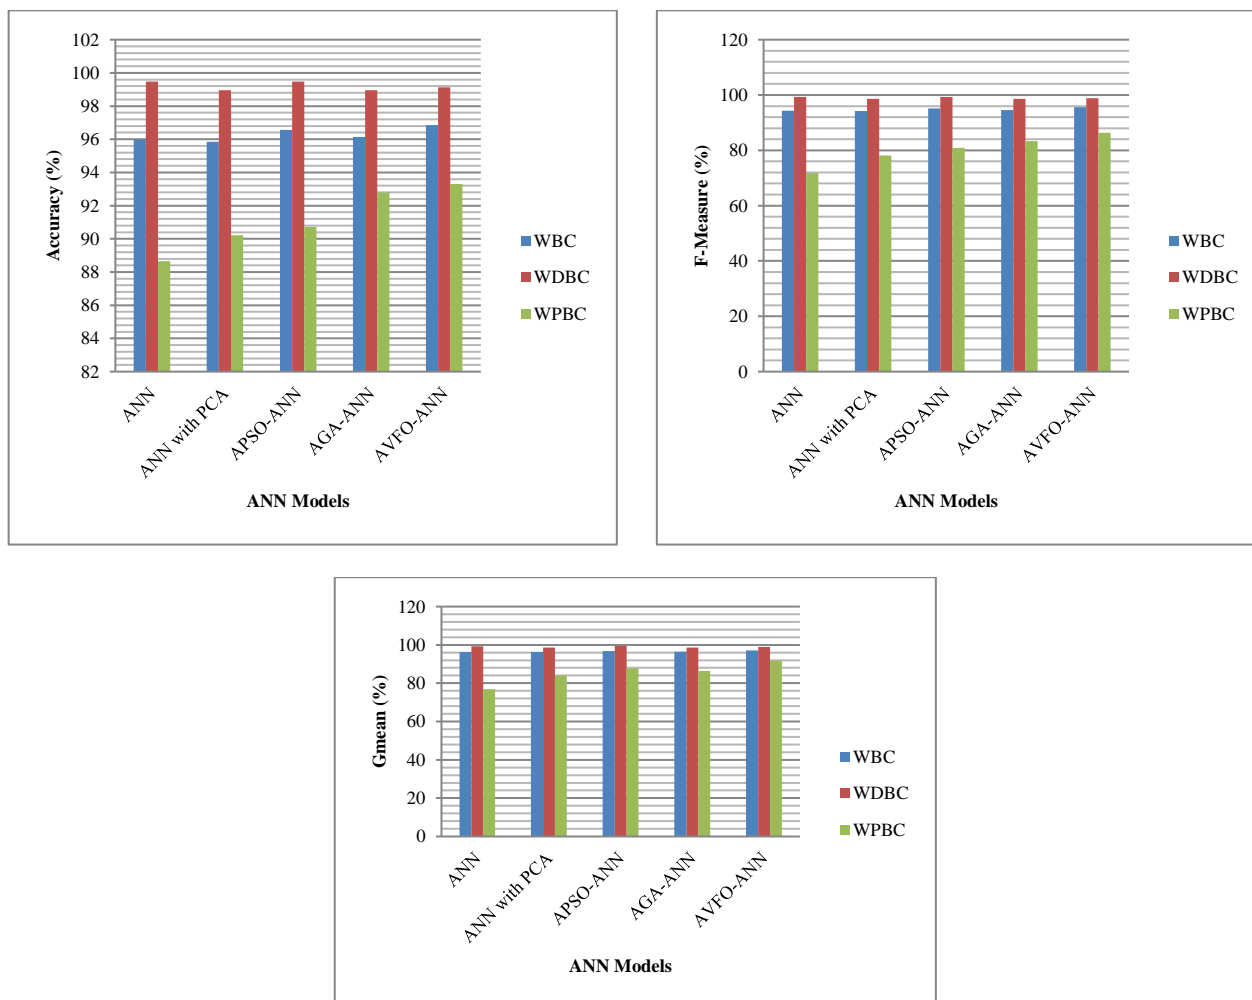 102
100
98
96
94
92
90
88
86
84
82
Accuracy (%)
ANN
ANN with PCA
APSO-ANN
AGA-ANN
AVFO-ANN
ANN Models
WBC
WDBC
WPBC
120
100
80
60
40
20
0
F-Measure (%)
ANN
ANN with PCA
APSO-ANN
AGA-ANN
AVFO-ANN
ANN Models
WBC
WDBC
WPBC
120
100
80
60
40
20
0
Gmean (%)
ANN
ANN with PCA
APSO-ANN
AGA-ANN
AVFO-ANN
ANN Models
WBC
WDBC
WPBC